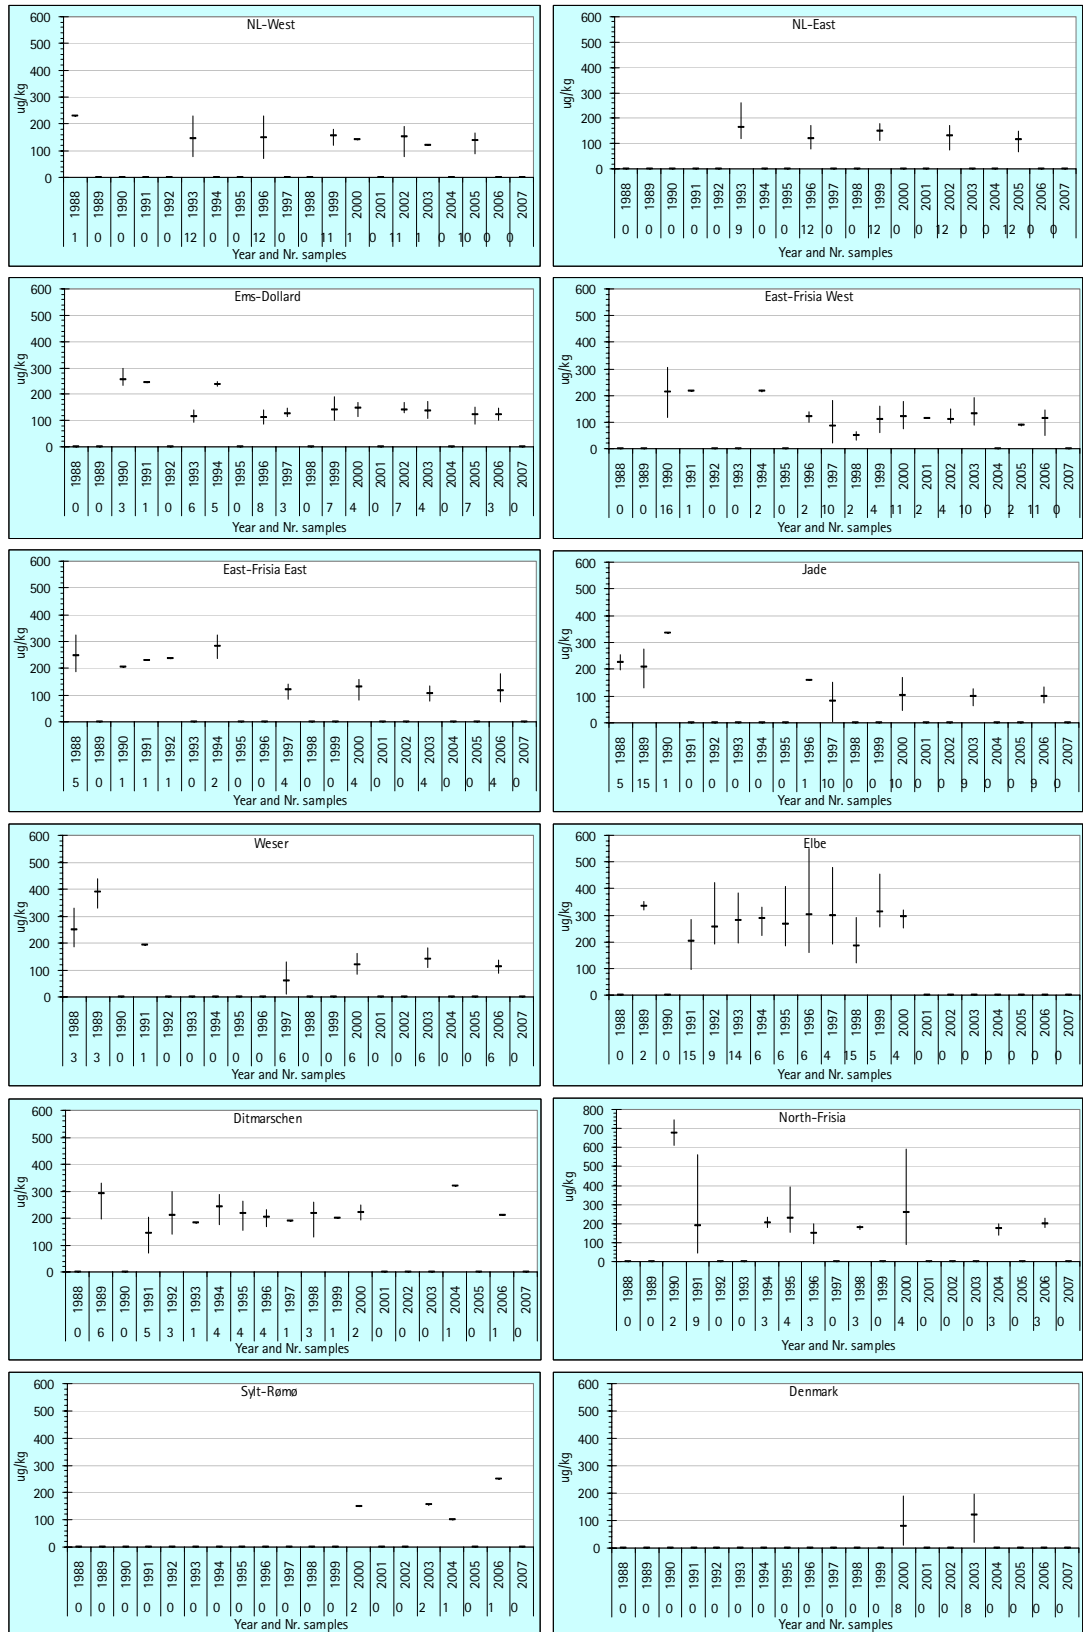 NL-West
ug/kg
600
500
400
300
200
100
0
1988 1989 1990 1991 1992 1993 1994 1995 1996 1997 1998 1999 2000 2001 2002 2003 2004 2005 2006 2007
1 0 0 0 0 12 0 0 12 0 0 11 1 0 11 1 0 10 0 0
Year and Nr. samples
NL-East
ug/kg
600
500
400
300
200
100
0
1988 1989 1990 1991 1992 1993 1994 1995 1996 1997 1998 1999 2000 2001 2002 2003 2004 2005 2006 2007
0 0 0 0 0 9 0 0 12 0 0 12 0 0 12 0 0 12 0 0
Year and Nr. samples
Ems-Dollard
ug/kg
600
500
400
300
200
100
0
1988 1989 1990 1991 1992 1993 1994 1995 1996 1997 1998 1999 2000 2001 2002 2003 2004 2005 2006 2007
0 0 3 1 0 6 5 0 8 3 0 7 4 0 7 4 0 7 3 0
Year and Nr. samples
East-Frisia West
ug/kg
600
500
400
300
200
100
0
1988 1989 1990 1991 1992 1993 1994 1995 1996 1997 1998 1999 2000 2001 2002 2003 2004 2005 2006 2007
0 0 16 1 0 0 2 0 2 10 2 4 11 2 4 10 0 2 11 0
Year and Nr. samples
East-Frisia East
ug/kg
600
500
400
300
200
100
0
1988 1989 1990 1991 1992 1993 1994 1995 1996 1997 1998 1999 2000 2001 2002 2003 2004 2005 2006 2007
5 0 1 1 1 0 2 0 0 4 0 0 4 0 0 4 0 0 4 0
Year and Nr. samples
Jade
ug/kg
600
500
400
300
200
100
0
1988 1989 1990 1991 1992 1993 1994 1995 1996 1997 1998 1999 2000 2001 2002 2003 2004 2005 2006 2007
5 15 1 0 0 0 0 0 1 10 0 0 10 0 0 9 0 0 9 0
Year and Nr. samples
Weser
ug/kg
600
500
400
300
200
100
0
1988 1989 1990 1991 1992 1993 1994 1995 1996 1997 1998 1999 2000 2001 2002 2003 2004 2005 2006 2007
3 3 0 1 0 0 0 0 0 6 0 0 6 0 0 6 0 0 6 0
Year and Nr. samples
Elbe
ug/kg
600
500
400
300
200
100
0
1988 1989 1990 1991 1992 1993 1994 1995 1996 1997 1998 1999 2000 2001 2002 2003 2004 2005 2006 2007
0 2 0 15 9 14 6 6 6 4 15 5 4 0 0 0 0 0 0 0
Year and Nr. samples
Ditmarschen
ug/kg
600
500
400
300
200
100
0
1988 1989 1990 1991 1992 1993 1994 1995 1996 1997 1998 1999 2000 2001 2002 2003 2004 2005 2006 2007
0 6 0 5 3 1 4 4 4 1 3 1 2 0 0 0 1 0 1 0
Year and Nr. samples
North-Frisia
ug/kg
800
700
600
500
400
300
200
100
0
1988 1989 1990 1991 1992 1993 1994 1995 1996 1997 1998 1999 2000 2001 2002 2003 2004 2005 2006 2007
0 0 2 9 0 0 3 4 3 0 3 0 4 0 0 0 3 0 3 0
Year and Nr. samples
Sylt-Rømø
ug/kg
600
500
400
300
200
100
0
1988 1989 1990 1991 1992 1993 1994 1995 1996 1997 1998 1999 2000 2001 2002 2003 2004 2005 2006 2007
0 0 0 0 0 0 0 0 0 0 0 0 2 0 0 2 1 0 1 0
Year and Nr. samples
Denmark
ug/kg
600
500
400
300
200
100
0
1988 1989 1990 1991 1992 1993 1994 1995 1996 1997 1998 1999 2000 2001 2002 2003 2004 2005 2006 2007
0 0 0 0 0 0 0 0 0 0 0 0 8 0 0 8 0 0 0 0
Year and Nr. samples